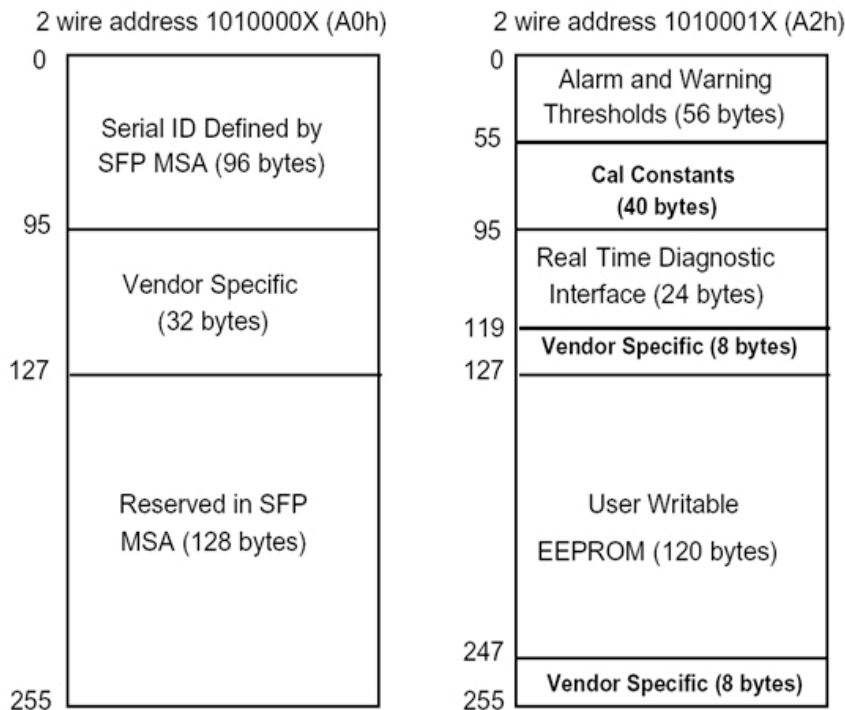 2 wire address 1010000X (A0h)
0
Serial ID Defined by
SFP MSA (96 bytes)
95
Vendor Specific
(32 bytes)
127
Reserved in SFP
MSA (128 bytes)
255
2 wire address 1010001X (A2h)
0
Alarm and Warning
Thresholds (56 bytes)
55
Cal Constants
(40 bytes)
95
Real Time Diagnostic
Interface (24 bytes)
119
Vendor Specific (8 bytes)
127
User Writable
EEPROM (120 bytes)
247
Vendor Specific (8 bytes)
255